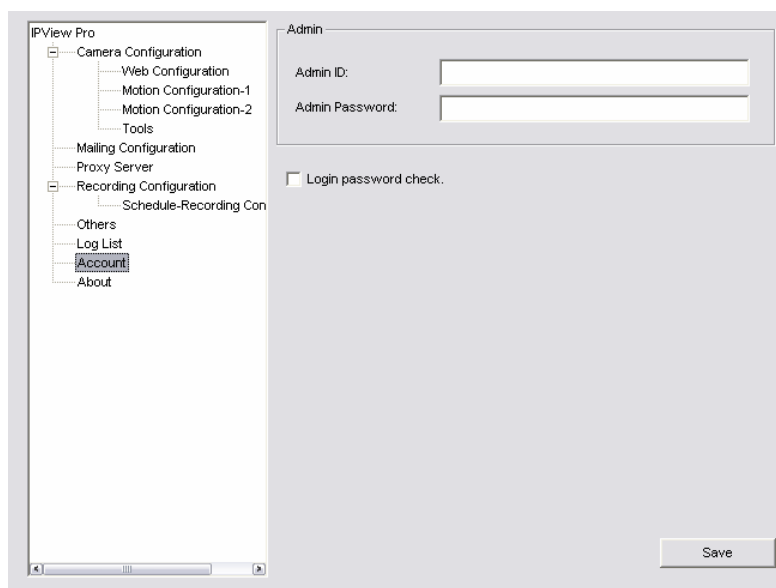 IPView Pro
Camera Configuration
Web Configuration
Motion Configuration-1
Motion Configuration-2
Tools
Mailing Configuration
Proxy Server
Recording Configuration
Schedule-Recording Con
Others
Log List
Account
About
Admin
Admin ID:
Admin Password:
Login password check.
Save